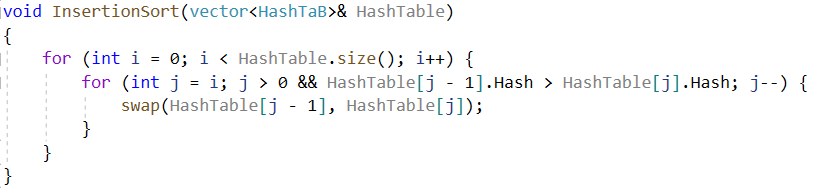 void InsertionSort(vector<HashTaB>& HashTable)
{
    for (int i = 0; i < HashTable.size(); i++) {
        for (int j = i; j > 0 && HashTable[j - 1].Hash > HashTable[j].Hash; j--) {
            swap(HashTable[j - 1], HashTable[j]);
        }
    }
}